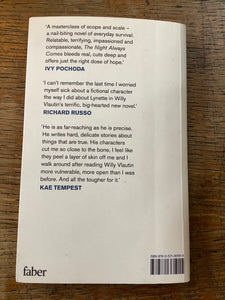 ‘A masterclass of scope and scale –
a nail-biting novel of everyday survival.
Relatable, terrifying, impassioned and
compassionate, The Night Always
Comes bleeds real, cuts deep and
offers just the right dose of hope.’
IVY POCHODA
‘I can’t remember the last time I worried
myself sick about a fictional character
the way I did about Lynette in Willy
Vlautin’s terrific, big-hearted new novel.’
RICHARD RUSSO
‘He is as far-reaching as he is precise.
He writes hard, delicate stories about
things that are true. His characters
cut me so close to the bone, I feel like
they peel a layer of skin off me and I
walk around after reading Willy Vlautin
more vulnerable, more open than I was
before. And all the tougher for it.’
KAE TEMPEST
faber